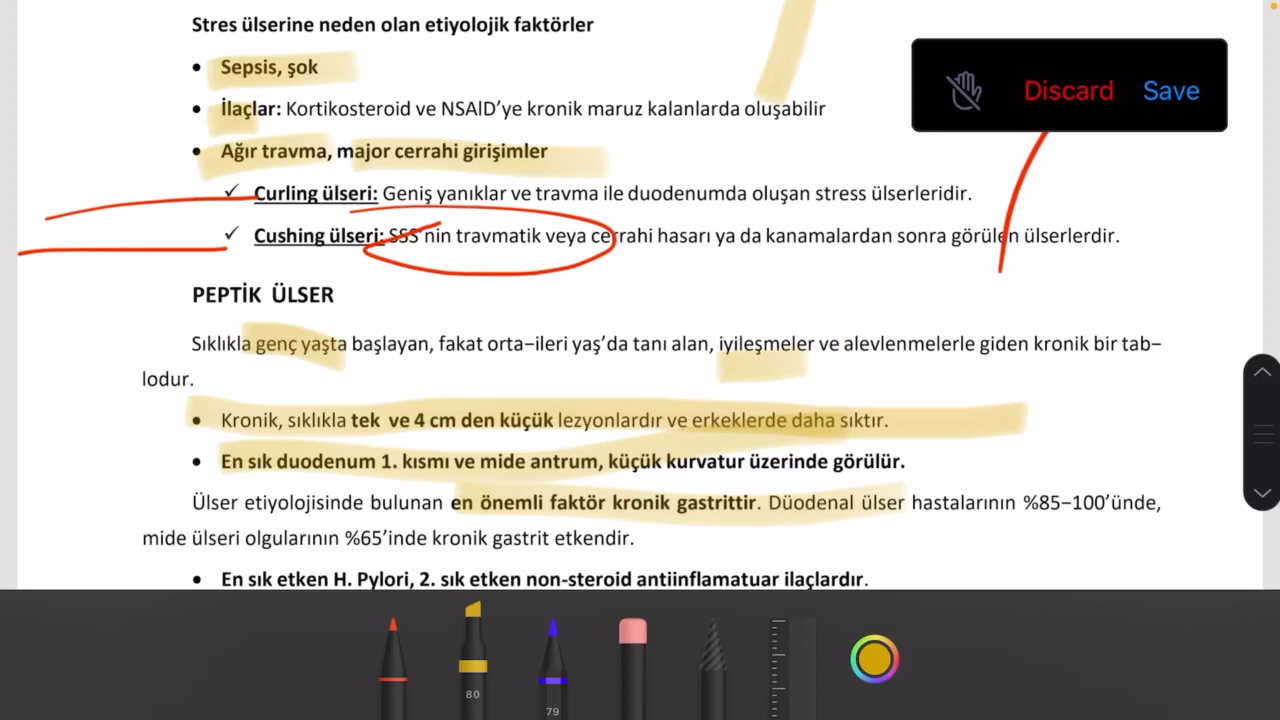 Stres ülserine neden olan etiyolojik faktörler
• Sepsis, şok
Discard Save
• İlaçlar: Kortikosteroid ve NSAID'ye kronik maruz kalanlarda oluşabilir
• Ağır travma, major cerrahi girişimler
✓ Curling ülseri: Geniş yanıklar ve travma ile duodenumda oluşan stress ülserleridir.
✓ Cushing ülseri: SSS'nin travmatik veya cerrahi hasarı ya da kanamalardan sonra görülen ülserlerdir.
PEPTİK ÜLSER
Sıklıkla genç yaşta başlayan, fakat orta−ileri yaş'da tanı alan, iyileşmeler ve alevlenmelerle giden kronik bir tab−
lodur.
• Kronik, sıklıkla tek ve 4 cm den küçük lezyonlardır ve erkeklerde daha sıktır.
• En sık duodenum 1. kısmı ve mide antrum, küçük kurvatur üzerinde görülür.
Ülser etiyolojisinde bulunan en önemli faktör kronik gastrittir. Düodenal ülser hastalarının %85−100'ünde,
mide ülseri olgularının %65'inde kronik gastrit etkendir.
• En sık etken H. Pylori, 2. sık etken non-steroid antiinflamatuar ilaçlardır.
80
79